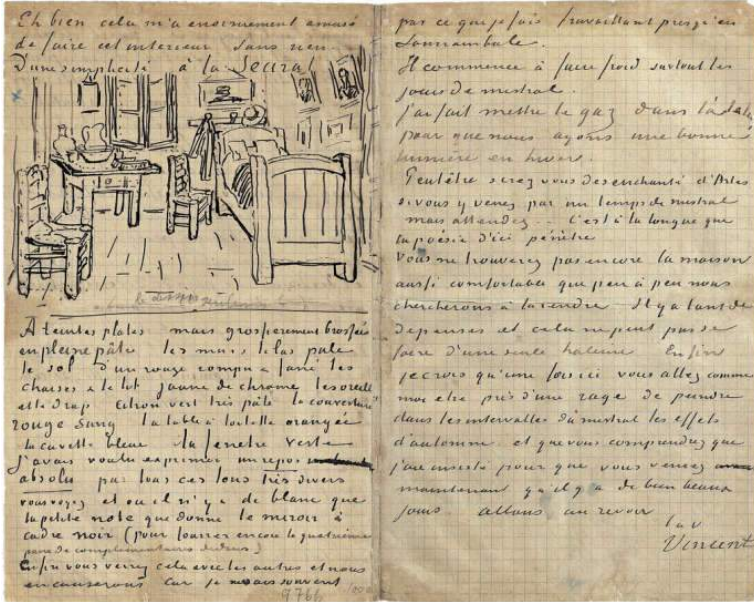 Eh bien cela m'a enormement amusé
de faire cet interieur sans rien.
D'une simplicité à la Seurat
A teintes plates mais grossierement brossées
en pleine pâte les murs lilas pale
le sol d'un rouge rompu & fané les
chaises & le lit jaune de chrome les oreillers
et le drap citron vert très pâle la couverture
rouge sang la table à toilette orangée
la cuvette bleue la fenetre verte
J'avais voulu exprimer un repos
absolu par tous ces tons très divers
vous voyez et où il n'y a de blanc que
la petite note que donne le miroir à
cadre noir (pour fourrer encore la quatrième
paire de complementaires dedans)
Enfin vous verrez cela avec les autres et nous
en causerons car je ne sais souvent
9766
pas ce que je fais travaillant presqu'en
somnambule.
Il commence à faire froid surtout les
jours de mistral.
J'ai fait mettre le gaz dans l'atelier
pour que nous ayons une bonne
lumière en hiver.
Peutêtre serez vous desenchanté d'Arles
si vous y venez par un temps de mistral
mais attendez... C'est à la longue que
la poésie d'ici pénètre
Vous ne trouverez pas encore la maison
aussi comfortable que peu à peu nous
chercherons à la rendre. Il y a tant de
depenses et cela ne peut pas se
faire d'une seule haleine Enfin
je crois qu'une fois ici vous allez comme
moi etre pris d'une rage de peindre
dans les intervalles du mistral les effets
d'automne. et que vous comprendrez que
j'aie insisté pour que vous veniez
maintenant qu'il y a de bien beaux
jours. allons au revoir
t. à v.
Vincent